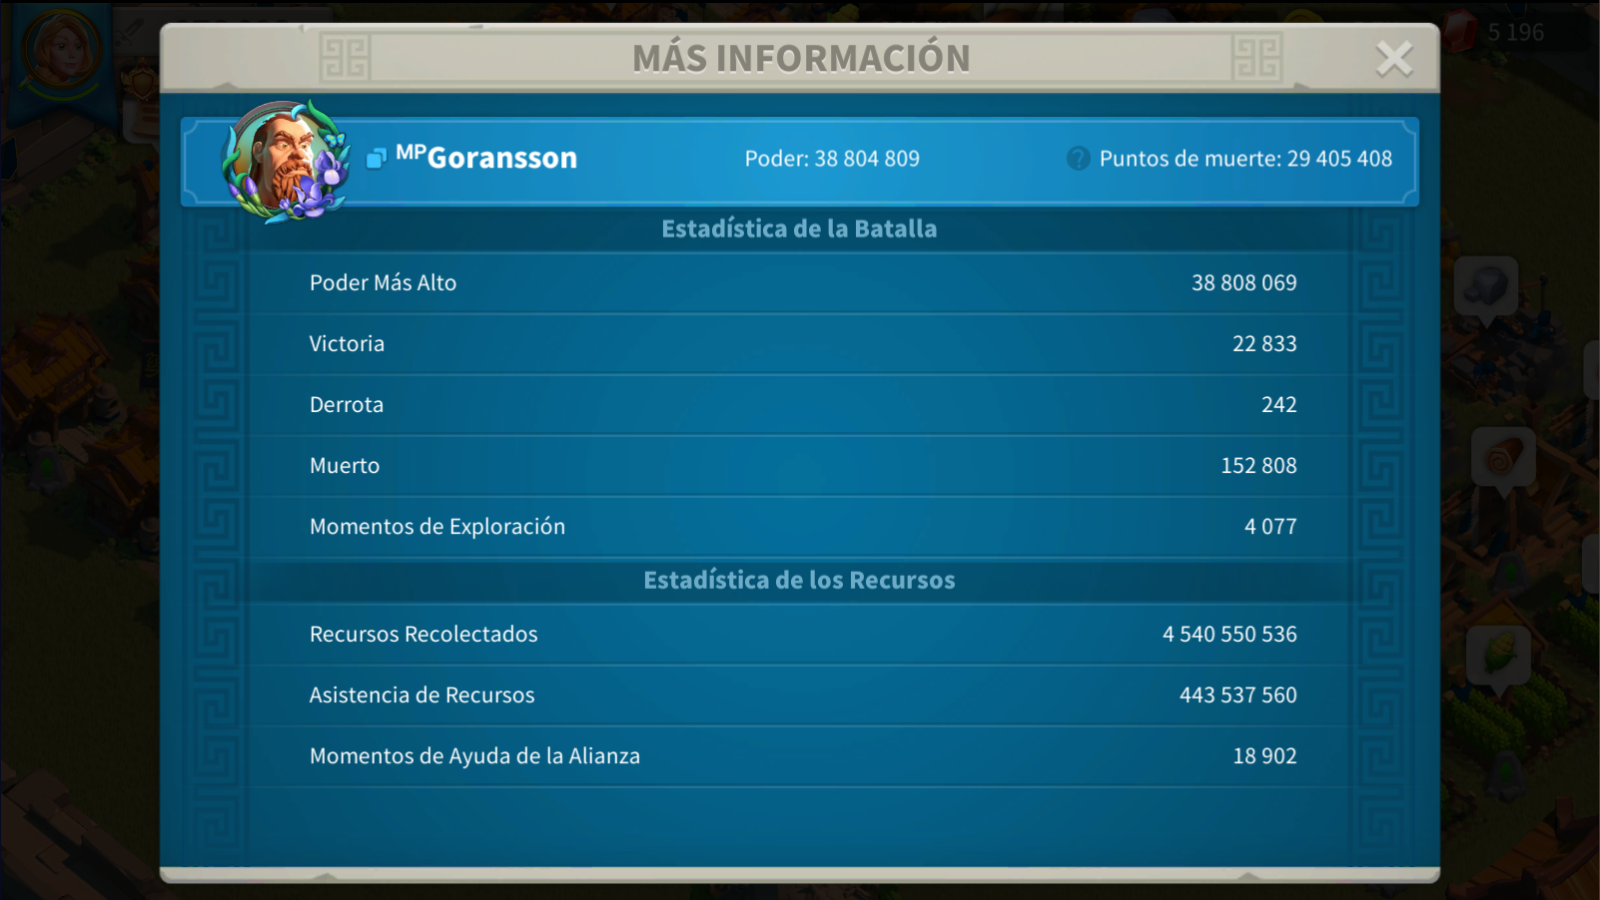 5 196
MÁS INFORMACIÓN
ᴹᴾGoransson
Poder: 38 804 809
? Puntos de muerte: 29 405 408
Estadística de la Batalla
Poder Más Alto 38 808 069
Victoria 22 833
Derrota 242
Muerto 152 808
Momentos de Exploración 4 077
Estadística de los Recursos
Recursos Recolectados 4 540 550 536
Asistencia de Recursos 443 537 560
Momentos de Ayuda de la Alianza 18 902